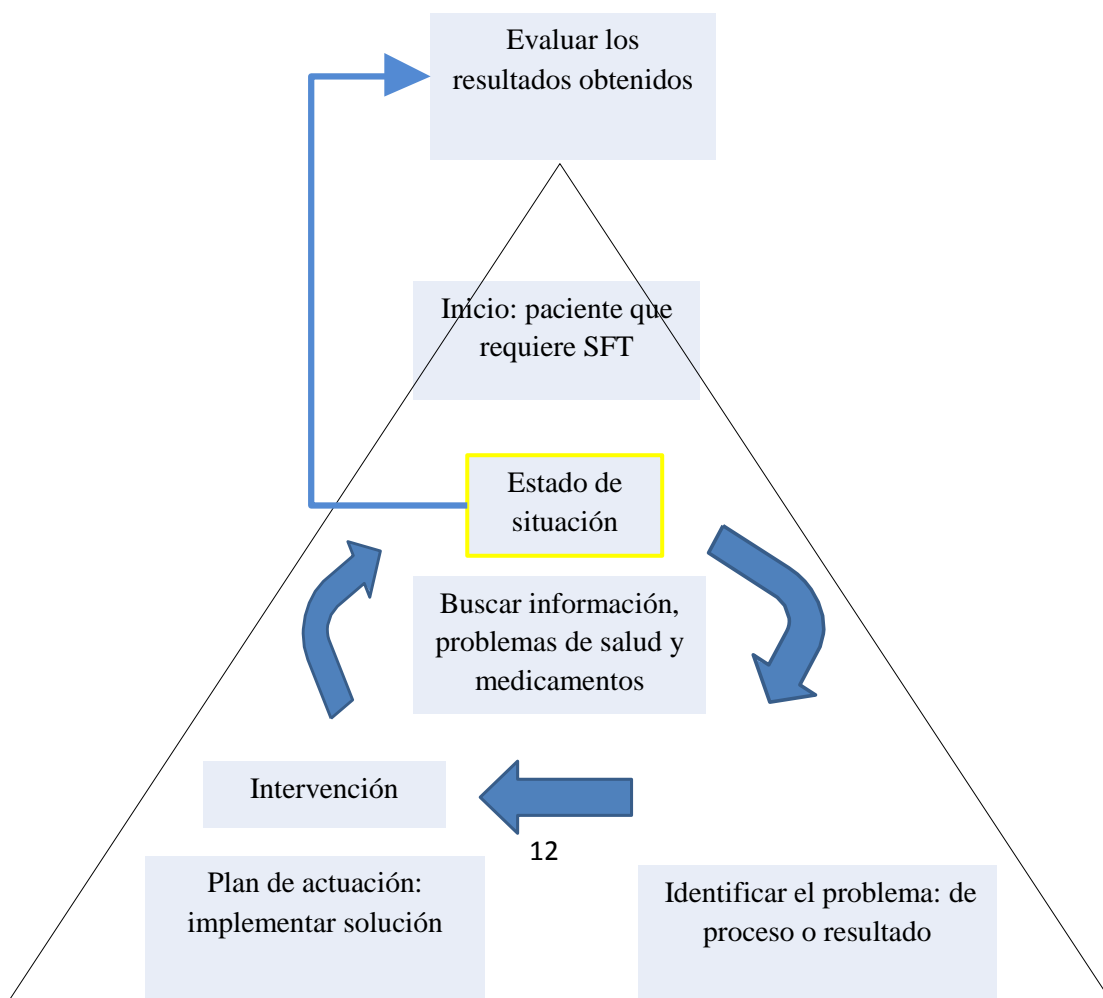 Evaluar los
resultados obtenidos
Inicio: paciente que
requiere SFT
Estado de
situación
Buscar información,
problemas de salud y
medicamentos
Intervención
12
Plan de actuación:
implementar solución
Identificar el problema: de
proceso o resultado